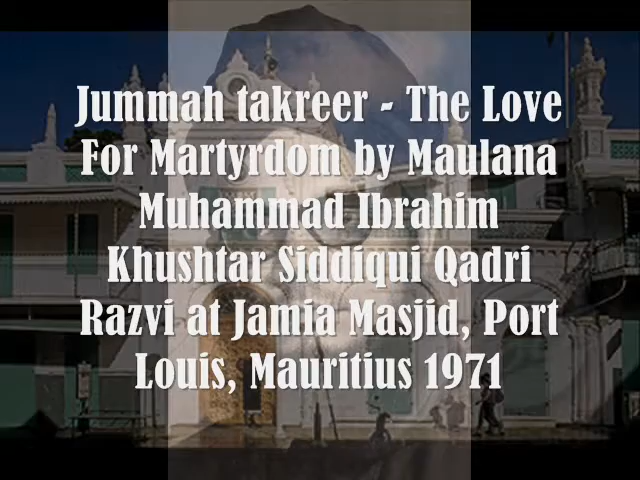 Jummah takreer - The Love
For Martyrdom by Maulana
Muhammad Ibrahim
Khushtar Siddiqui Qadri
Razvi at Jamia Masjid, Port
Louis, Mauritius 1971